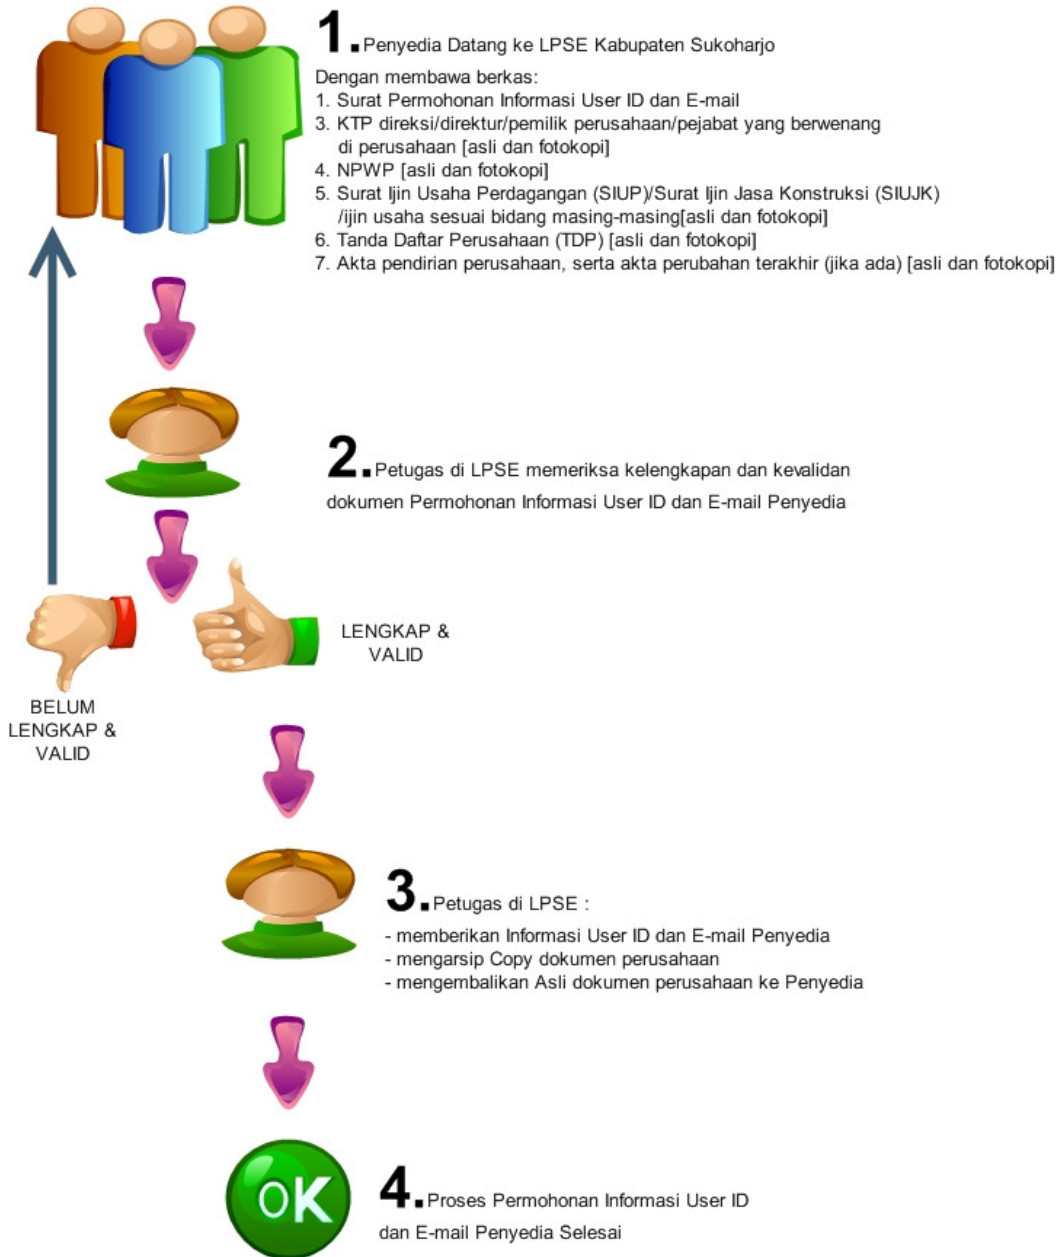 1. Penyedia Datang ke LPSE Kabupaten Sukoharjo
Dengan membawa berkas:
1. Surat Permohonan Informasi User ID dan E-mail
3. KTP direksi/direktur/pemilik perusahaan/pejabat yang berwenang
di perusahaan [asli dan fotokopi]
4. NPWP [asli dan fotokopi]
5. Surat Ijin Usaha Perdagangan (SIUP)/Surat Ijin Jasa Konstruksi (SIUJK)
/ijin usaha sesuai bidang masing-masing[asli dan fotokopi]
6. Tanda Daftar Perusahaan (TDP) [asli dan fotokopi]
7. Akta pendirian perusahaan, serta akta perubahan terakhir (jika ada) [asli dan fotokopi]
2. Petugas di LPSE memeriksa kelengkapan dan kevalidan
dokumen Permohonan Informasi User ID dan E-mail Penyedia
LENGKAP &
VALID
BELUM
LENGKAP &
VALID
3. Petugas di LPSE :
- memberikan Informasi User ID dan E-mail Penyedia
- mengarsip Copy dokumen perusahaan
- mengembalikan Asli dokumen perusahaan ke Penyedia
OK
4. Proses Permohonan Informasi User ID
dan E-mail Penyedia Selesai